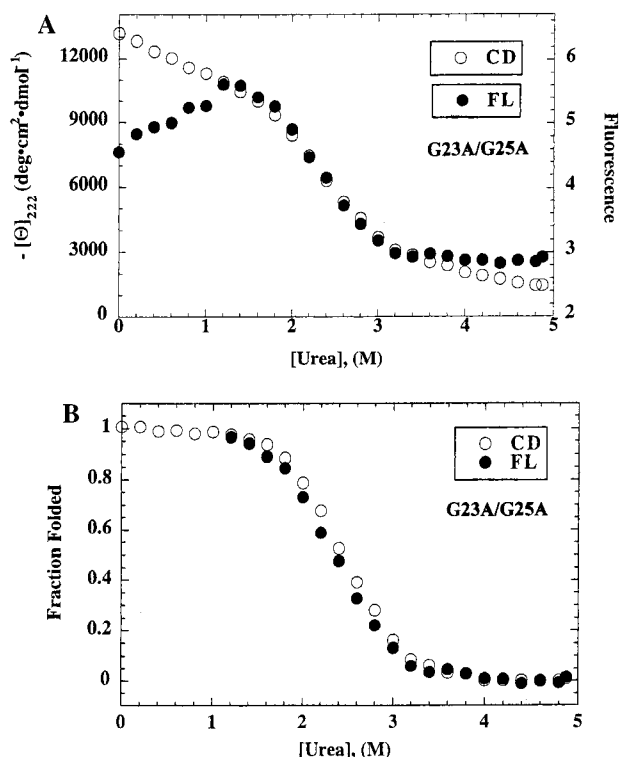 A
- [Θ]222 (deg•cm²•dmol⁻¹)
12000
9000
6000
3000
0
CD
FL
G23A/G25A
6
5
4
3
2
Fluorescence
0
1
2
3
4
5
[Urea], (M)
B
Fraction Folded
1
0.8
0.6
0.4
0.2
0
CD
FL
G23A/G25A
0
1
2
3
4
5
[Urea], (M)